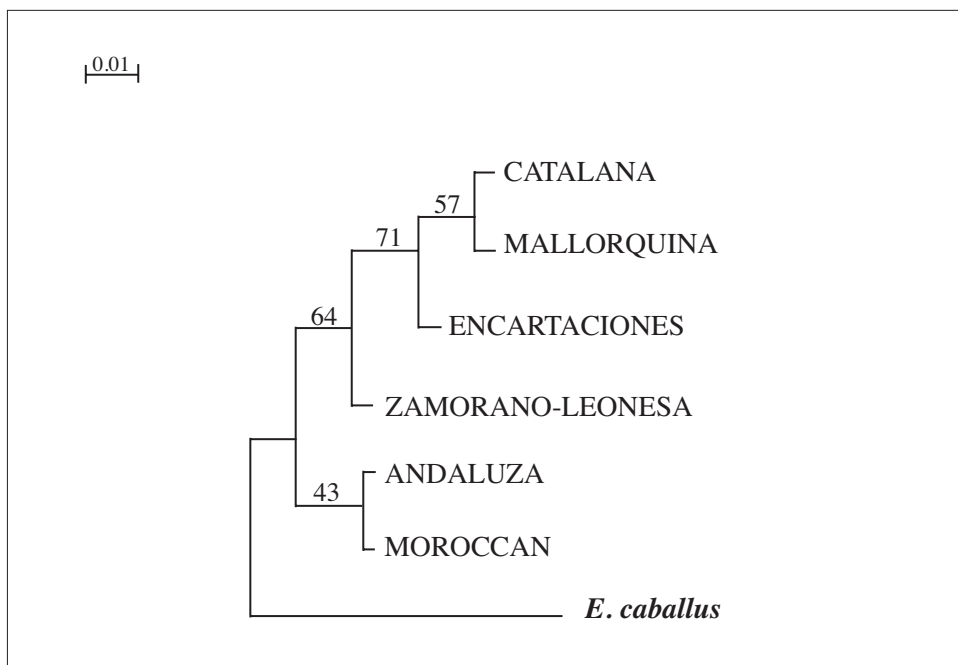 0.01
CATALANA
57
MALLORQUINA
71
ENCARTACIONES
64
ZAMORANO-LEONESA
ANDALUZA
43
MOROCCAN
E. caballus